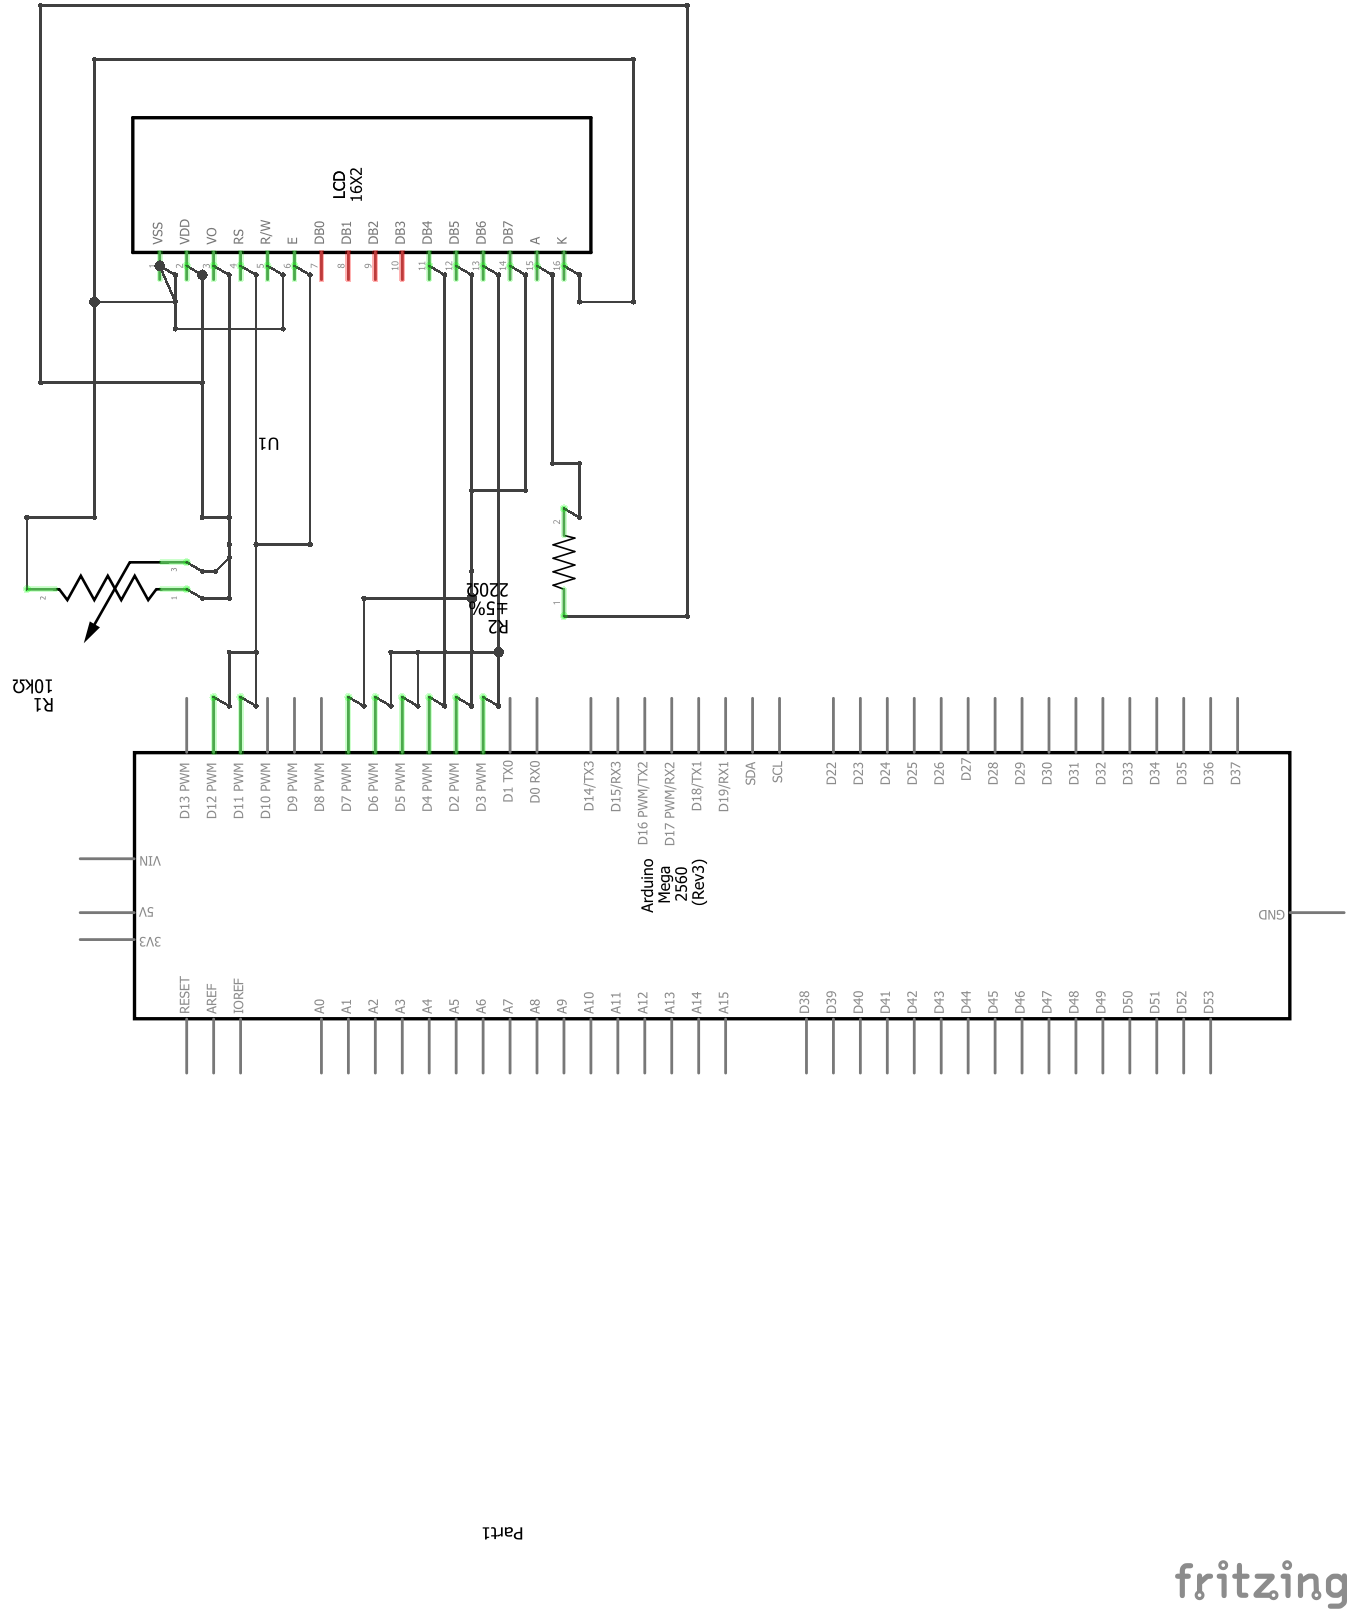 LCD
16X2
VSS
VDD
VO
RS
R/W
E
DB0
DB1
DB2
DB3
DB4
DB5
DB6
DB7
A
K
1
2
3
4
5
6
7
8
9
10
11
12
13
14
15
16
U1
2
1
3
2
1
220Ω
±5%
R2
10kΩ
R1
D13 PWM
D12 PWM
D11 PWM
D10 PWM
D9 PWM
D8 PWM
D7 PWM
D6 PWM
D5 PWM
D4 PWM
D2 PWM
D3 PWM
D1 TX0
D0 RX0
D14/TX3
D15/RX3
D16 PWM/TX2
D17 PWM/RX2
D18/TX1
D19/RX1
SDA
SCL
D22
D23
D24
D25
D26
D27
D28
D29
D30
D31
D32
D33
D34
D35
D36
D37
VIN
5V
3V3
Arduino
Mega
2560
(Rev3)
GND
RESET
AREF
IOREF
A0
A1
A2
A3
A4
A5
A6
A7
A8
A9
A10
A11
A12
A13
A14
A15
D38
D39
D40
D41
D42
D43
D44
D45
D46
D47
D48
D49
D50
D51
D52
D53
Part1
fritzing